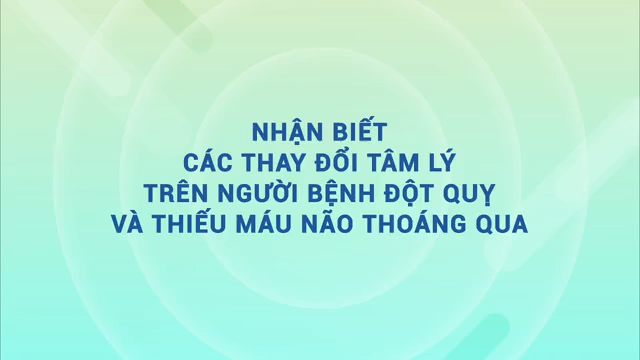 NHẬN BIẾT
CÁC THAY ĐỔI TÂM LÝ
TRÊN NGƯỜI BỆNH ĐỘT QUỴ
VÀ THIẾU MÁU NÃO THOÁNG QUA